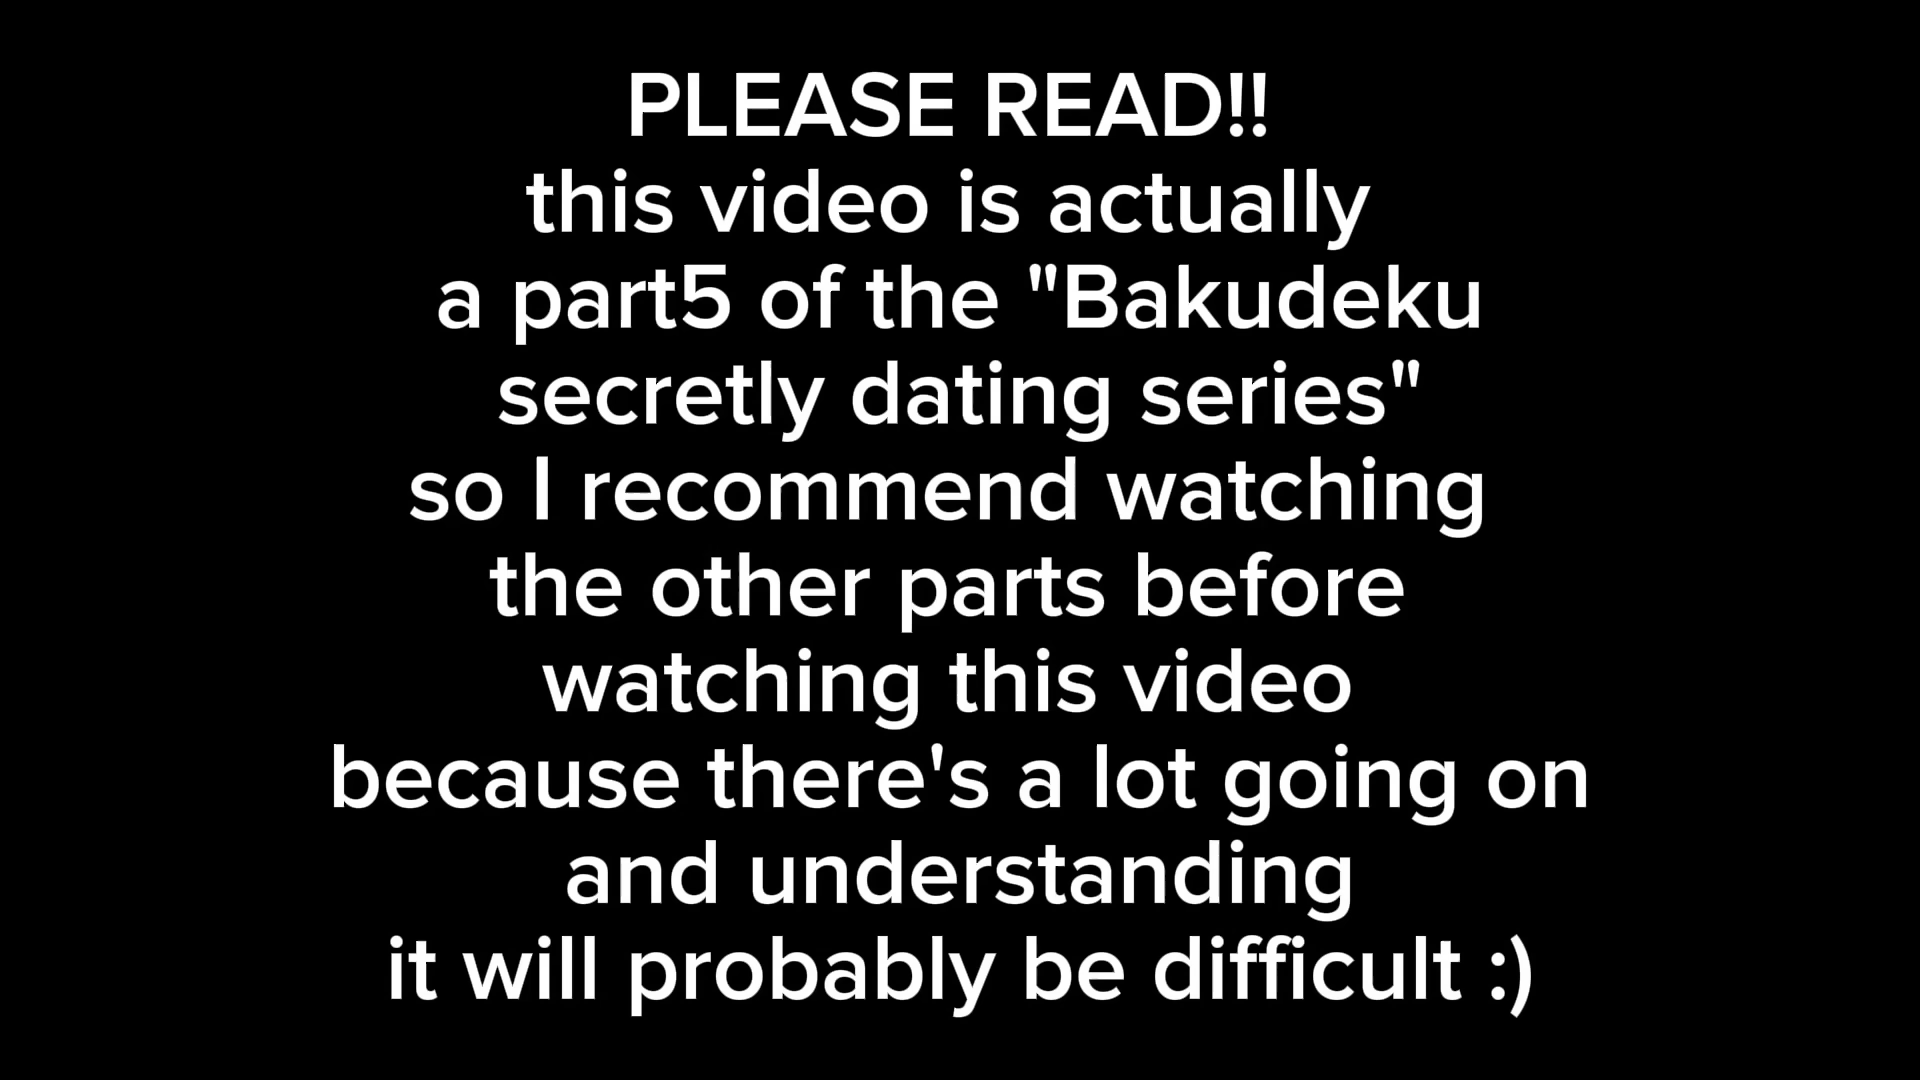 PLEASE READ!!
this video is actually
a part5 of the "Bakudeku
secretly dating series"
so I recommend watching
the other parts before
watching this video
because there's a lot going on
and understanding
it will probably be difficult :)